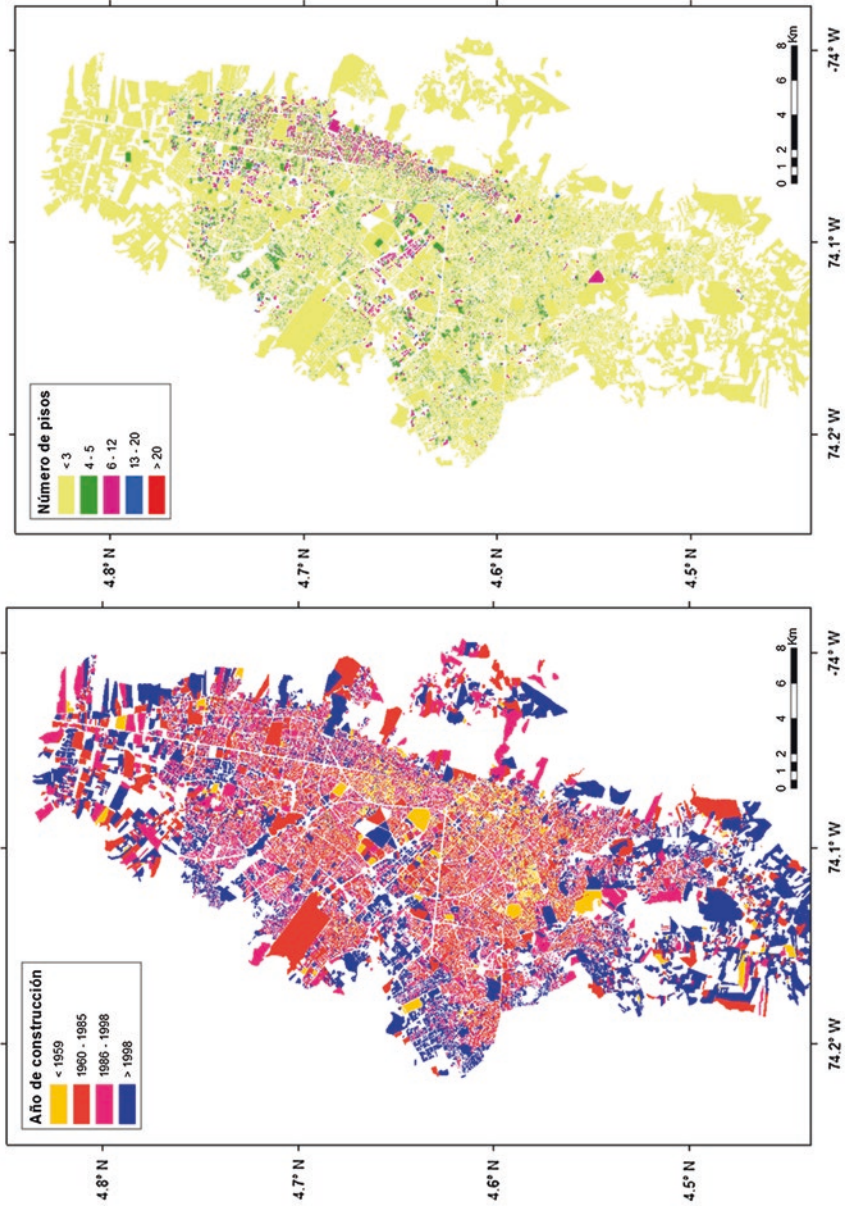 Año de construcción
< 1959
1960 - 1985
1986 - 1998
> 1998
4.8° N
4.7° N
4.6° N
4.5° N
74.2° W
74.1° W
-74° W
0 1 2 4 6 8
Km
Número de pisos
< 3
4 - 5
6 - 12
13 - 20
> 20
4.8° N
4.7° N
4.6° N
4.5° N
74.2° W
74.1° W
-74° W
0 1 2 4 6 8
Km